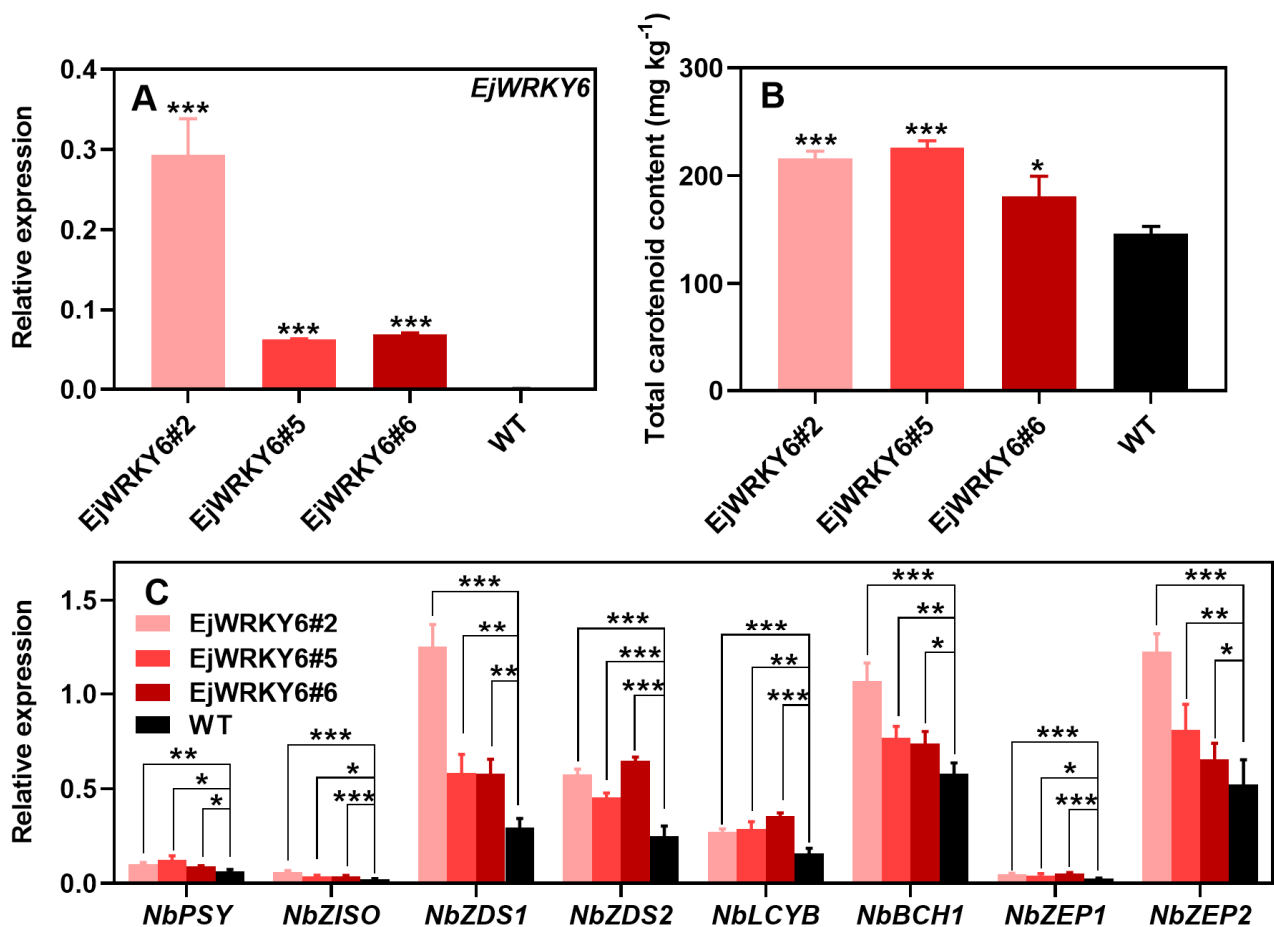 A
EjWRKY6
Relative expression
0.4
0.3
0.2
0.1
0.0
***
***
***
EjWRKY6#2
EjWRKY6#5
EjWRKY6#6
WT
B
Total carotenoid content (mg kg⁻¹)
300
200
100
0
***
***
*
EjWRKY6#2
EjWRKY6#5
EjWRKY6#6
WT
C
EjWRKY6#2
EjWRKY6#5
EjWRKY6#6
WT
Relative expression
1.5
1.0
0.5
0.0
**
*
*
***
*
***
***
**
**
***
***
***
***
**
***
***
**
*
***
*
***
***
**
*
NbPSY
NbZISO
NbZDS1
NbZDS2
NbLCYB
NbBCH1
NbZEP1
NbZEP2